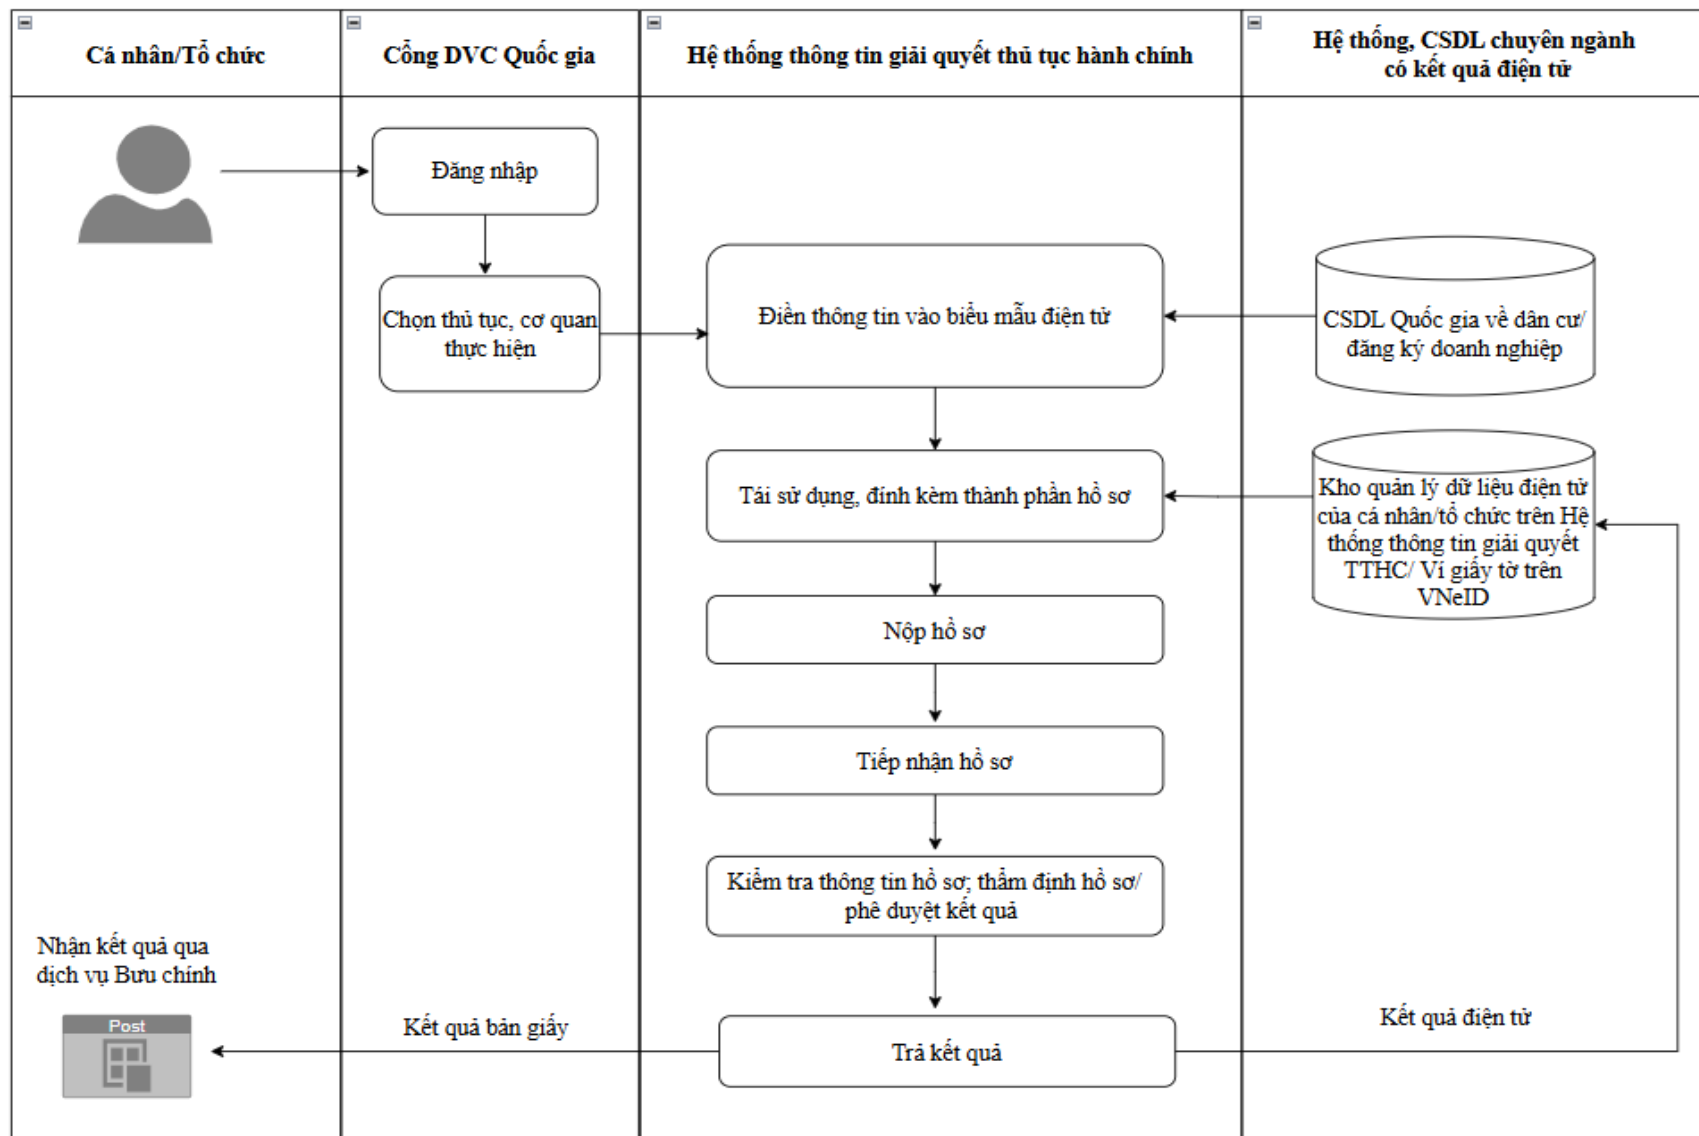 Cá nhân/Tổ chức
Cổng DVC Quốc gia
Hệ thống thông tin giải quyết thủ tục hành chính
Hệ thống, CSDL chuyên ngành
có kết quả điện tử
Đăng nhập
Chọn thủ tục, cơ quan
thực hiện
Điền thông tin vào biểu mẫu điện tử
CSDL Quốc gia về dân cư/
đăng ký doanh nghiệp
Tái sử dụng, đính kèm thành phần hồ sơ
Kho quản lý dữ liệu điện tử
của cá nhân/tổ chức trên Hệ
thống thông tin giải quyết
TTHC/ Ví giấy tờ trên
VNeID
Nộp hồ sơ
Tiếp nhận hồ sơ
Kiểm tra thông tin hồ sơ; thẩm định hồ sơ/
phê duyệt kết quả
Nhận kết quả qua
dịch vụ Bưu chính
Post
Kết quả bản giấy
Trả kết quả
Kết quả điện tử